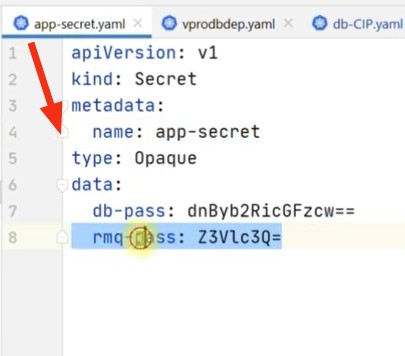 app-secret.yaml vprodbdep.yaml db-CIP.yaml
1 apiVersion: v1
2 kind: Secret
3 metadata:
4 name: app-secret
5 type: Opaque
6 data:
7 db-pass: dnByb2RicGFzcw==
8 rmq-pass: Z3Vlc3Q=